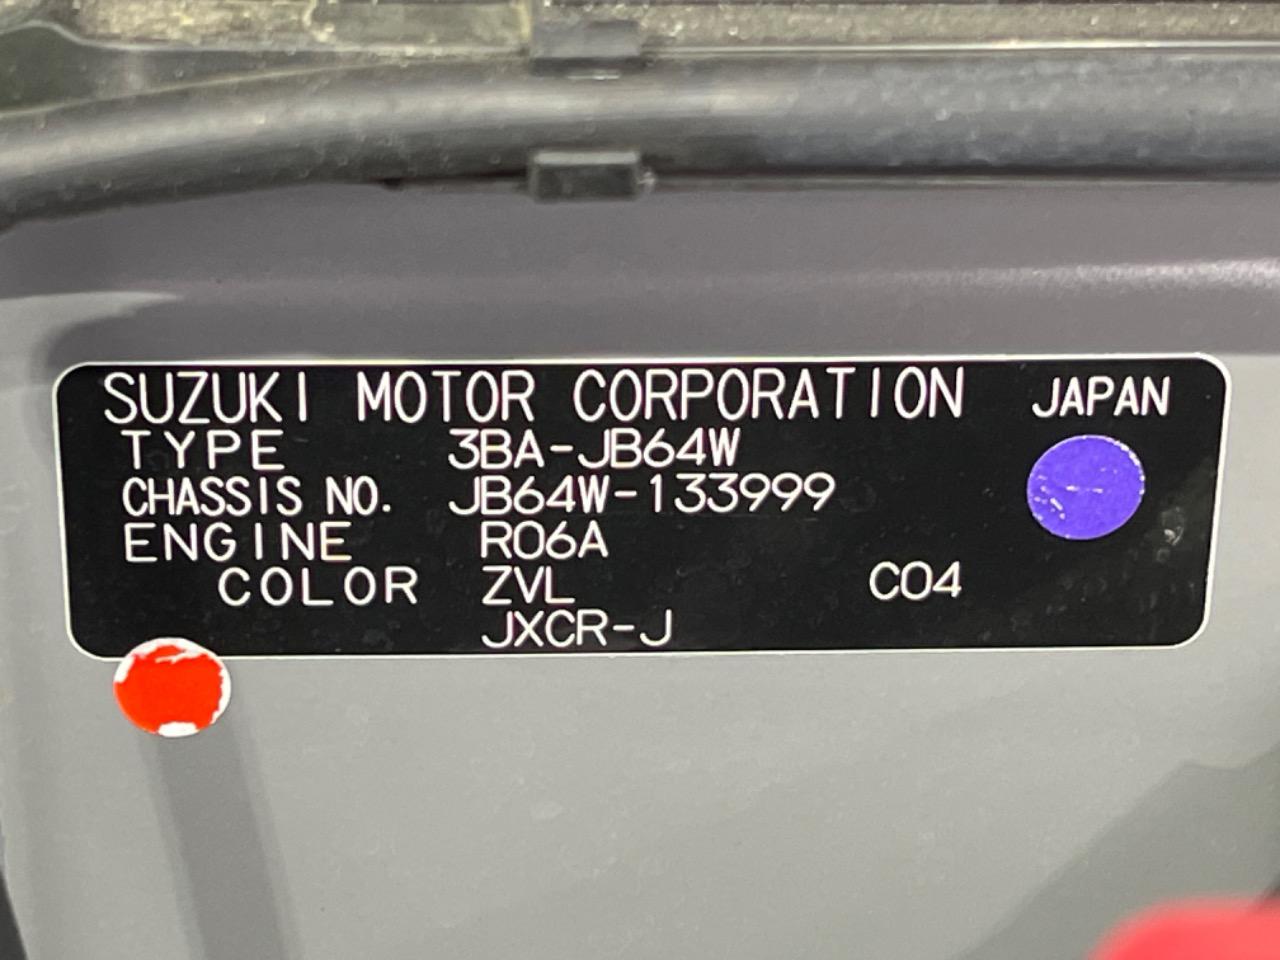 SUZUKI MOTOR CORPORATION JAPAN
TYPE 3BA-JB64W
CHASSIS NO. JB64W-133999
ENGINE R06A
COLOR ZVL C04
JXCR-J